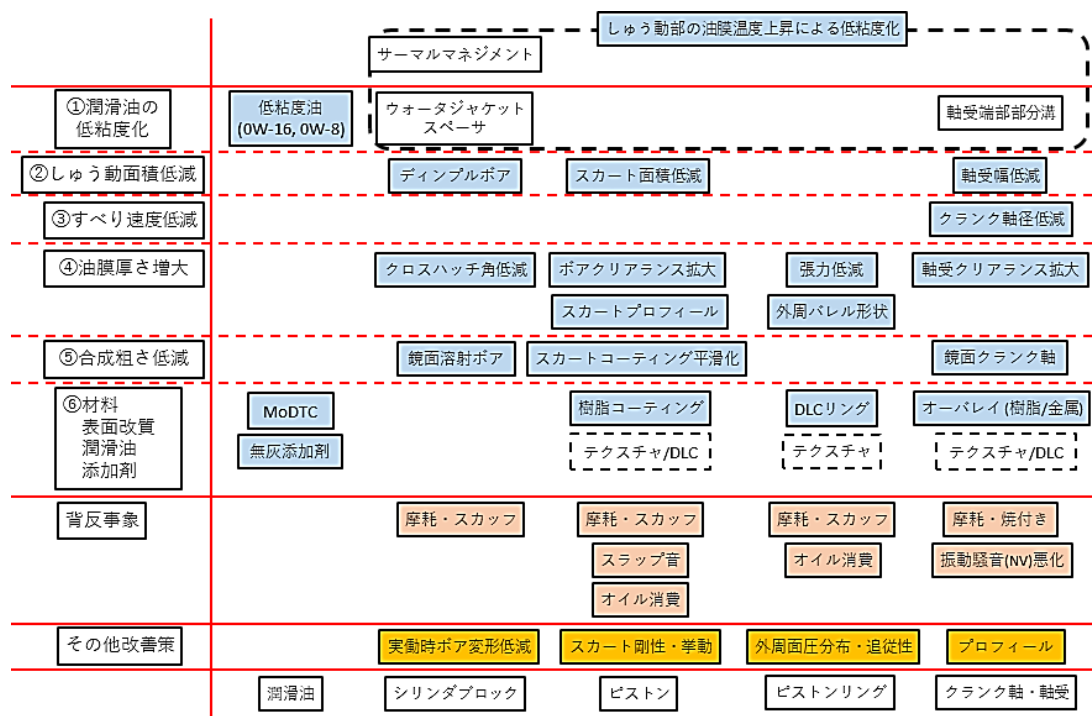 しゅう動部の油膜温度上昇による低粘度化
サーマルマネジメント
①潤滑油の
低粘度化
低粘度油
(0W-16, 0W-8)
ウォータジャケット
スペーサ
軸受端部部分溝
②しゅう動面積低減
ディンプルボア
スカート面積低減
軸受幅低減
③すべり速度低減
クランク軸径低減
④油膜厚さ増大
クロスハッチ角低減
ボアクリアランス拡大
張力低減
軸受クリアランス拡大
スカートプロフィール
外周バレル形状
⑤合成粗さ低減
鏡面溶射ボア
スカートコーティング平滑化
鏡面クランク軸
⑥材料
表面改質
潤滑油
添加剤
MoDTC
樹脂コーティング
DLCリング
オーバレイ(樹脂/金属)
無灰添加剤
テクスチャ/DLC
テクスチャ
テクスチャ/DLC
背反事象
摩耗・スカッフ
摩耗・スカッフ
摩耗・スカッフ
摩耗・焼付き
スラップ音
オイル消費
振動騒音(NV)悪化
オイル消費
その他改善策
実働時ボア変形低減
スカート剛性・挙動
外周面圧分布・追従性
プロフィール
潤滑油
シリンダブロック
ピストン
ピストンリング
クランク軸・軸受